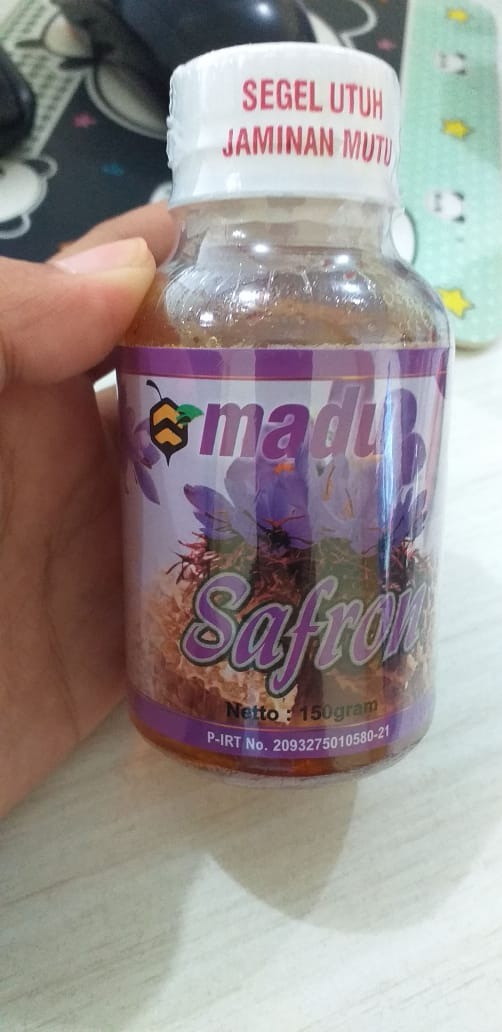 SEGEL UTUH
JAMINAN MUTU
madu
Safron
Netto : 150gram
P-IRT No. 2093275010580-21